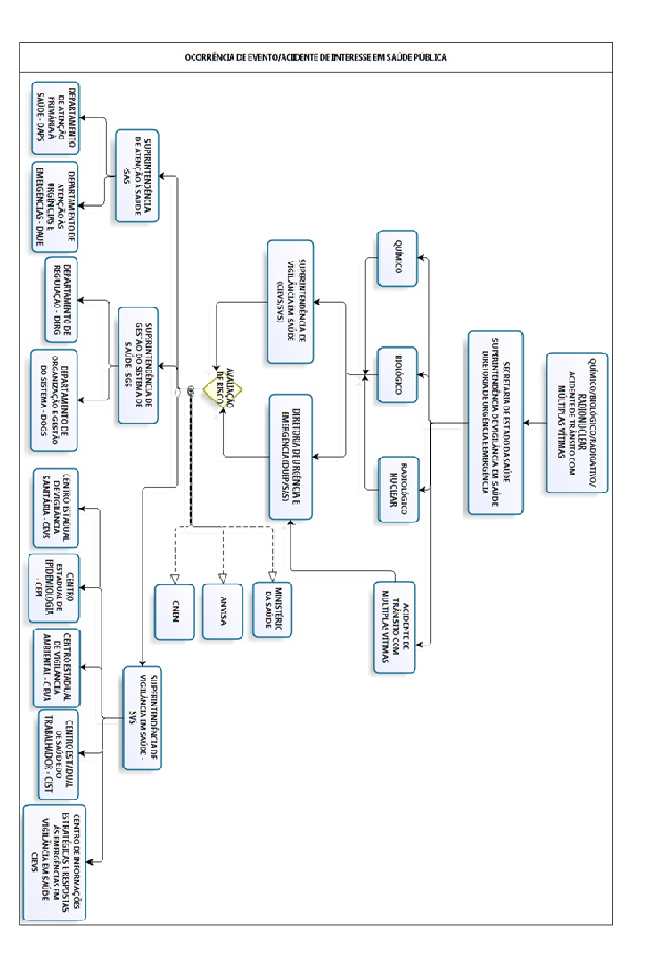 OCORRÊNCIA DE EVENTO/ACIDENTE DE INTERESSE EM SAÚDE PÚBLICA
QUÍMICO/BIOLÓGICO/RADIOATIVO/
RADIONUCLEAR
ACIDENTE DE TRÂNSITO COM
MÚLTIPLAS VÍTIMAS
SECRETARIA DE ESTADO DA SAÚDE
SUPERINTENDÊNCIA DE VIGILÂNCIA EM SAÚDE
DIRETORIA DE URGÊNCIA E EMERGÊNCIA
QUÍMICO
BIOLÓGICO
RADIOLÓGICO
NUCLEAR
ACIDENTE DE
TRÂNSITO COM
MULTIPLAS VÍTIMAS
SUPERINTENDÊNCIA DE
VIGILÂNCIA EM SAÚDE
(CIEVS/SVS)
DIRETORIA DE URGÊNCIA E
EMERGÊNCIA
AVALIAÇÃO
DE RISCO
MINISTÉRIO
DA SAÚDE
ANVISA
CNEN
SUPERINTENDÊNCIA
DE ATENÇÃO À SAÚDE
-SAS
SUPERINTENDÊNCIA DE
GESTÃO DO SISTEMA DE
SAÚDE -SGS
SUPRINTENDÊNCIA DE
VIGILÂNCIA EM SAÚDE -
SVS
DEPARTAMENTO
DE ATENÇÃO
PRIMÁRIA À
SAÚDE - DAPS
DEPARTAMENTO DE
ATENÇÃO ÀS
URGÊNCIAS E
EMERGÊNCIAS - DAUE
DEPARTAMENTO DE
REGULAÇÃO -
DEPARTAMENTO DE
ORGANIZAÇÃO E GESTÃO
DO SISTEMA -
CENTRO ESTADUAL
DE VIGILÂNCIA
SANITÁRIA - CEVS
CENTRO
ESTADUAL DE
EPIDEMIOLOGIA
- CEPI
CENTRO ESTADUAL
DE VIGILANCIA
AMBIENTAL - CEVA
CENTRO ESTADUAL
DE SAÚDE DO
TRABALHADOR - CEST
CENTRO DE INFORMAÇÕES
ESTRATÉGICAS E RESPOSTAS
ÀS EMERGÊNCIAS EM
VIGILÂNCIA EM SAÚDE
CIEVS